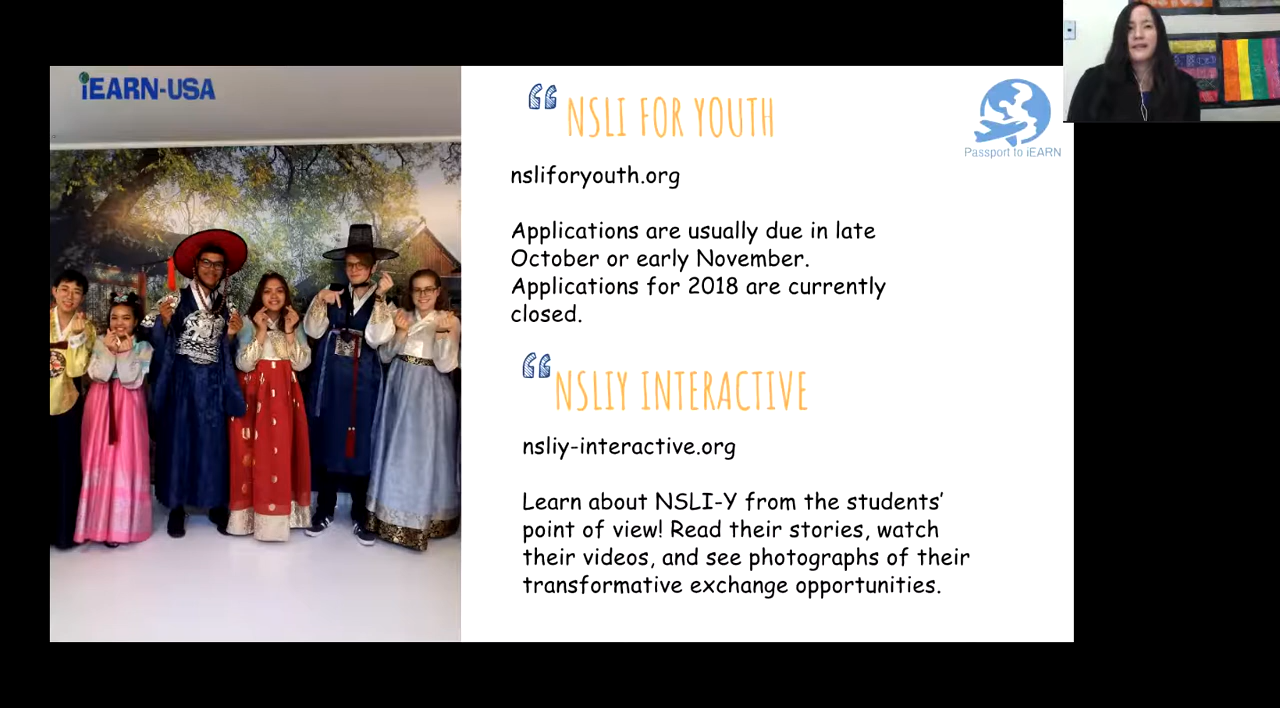 iEARN-USA
NSLI FOR YOUTH
Passport to iEARN
nsliforyouth.org
Applications are usually due in late
October or early November.
Applications for 2018 are currently
closed.
NSLIY INTERACTIVE
nsliy-interactive.org
Learn about NSLI-Y from the students’
point of view! Read their stories, watch
their videos, and see photographs of their
transformative exchange opportunities.